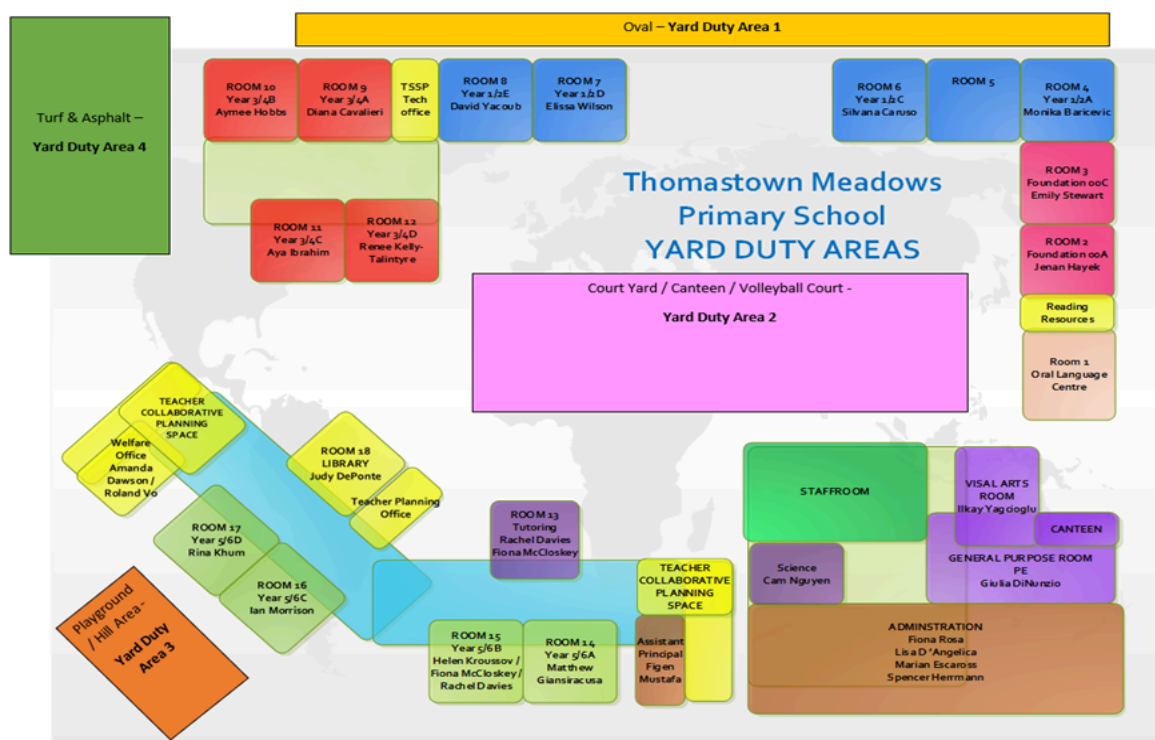 Oval – Yard Duty Area 1
Turf & Asphalt –
Yard Duty Area 4
ROOM 10
Year 3/4B
Aymee Hobbs
ROOM 9
Year 3/4A
Diana Cavalieri
TSSP
Tech
office
ROOM 8
Year 1/2E
David Yacoub
ROOM 7
Year 1/2D
Elissa Wilson
ROOM 6
Year 1/2C
Silvana Caruso
ROOM 5
ROOM 4
Year 1/2A
Monika Baricevic
ROOM 3
Foundation 00C
Emily Stewart
Thomastown Meadows
Primary School
YARD DUTY AREAS
ROOM 11
Year 3/4C
Aya Ibrahim
ROOM 12
Year 3/4D
Renee Kelly-
Talintyre
ROOM 2
Foundation 00A
Jenan Hayek
Court Yard / Canteen / Volleyball Court -
Yard Duty Area 2
Reading
Resources
Room 1
Oral Language
Centre
TEACHER
COLLABORATIVE
PLANNING
SPACE
Welfare
Office
Amanda
Dawson /
Roland Vo
ROOM 18
LIBRARY
Judy DePonte
Teacher Planning
Office
ROOM 17
Year 5/6D
Rina Khum
ROOM 16
Year 5/6C
Ian Morrison
ROOM 13
Tutoring
Rachel Davies
Fiona McCloskey
STAFFROOM
VISAL ARTS
ROOM
Ilkay Yagcioglu
CANTEEN
GENERAL PURPOSE ROOM
PE
Giulia DiNunzio
Science
Cam Nguyen
TEACHER
COLLABORATIVE
PLANNING
SPACE
Playground
/ Hill Area -
Yard Duty
Area 3
ROOM 15
Year 5/6B
Helen Kroussov /
Fiona McCloskey /
Rachel Davies
ROOM 14
Year 5/6A
Matthew
Giansiracusa
Assistant
Principal
Figen
Mustafa
ADMINSTRATION
Fiona Rosa
Lisa D 'Angelica
Marian Escaross
Spencer Herrmann